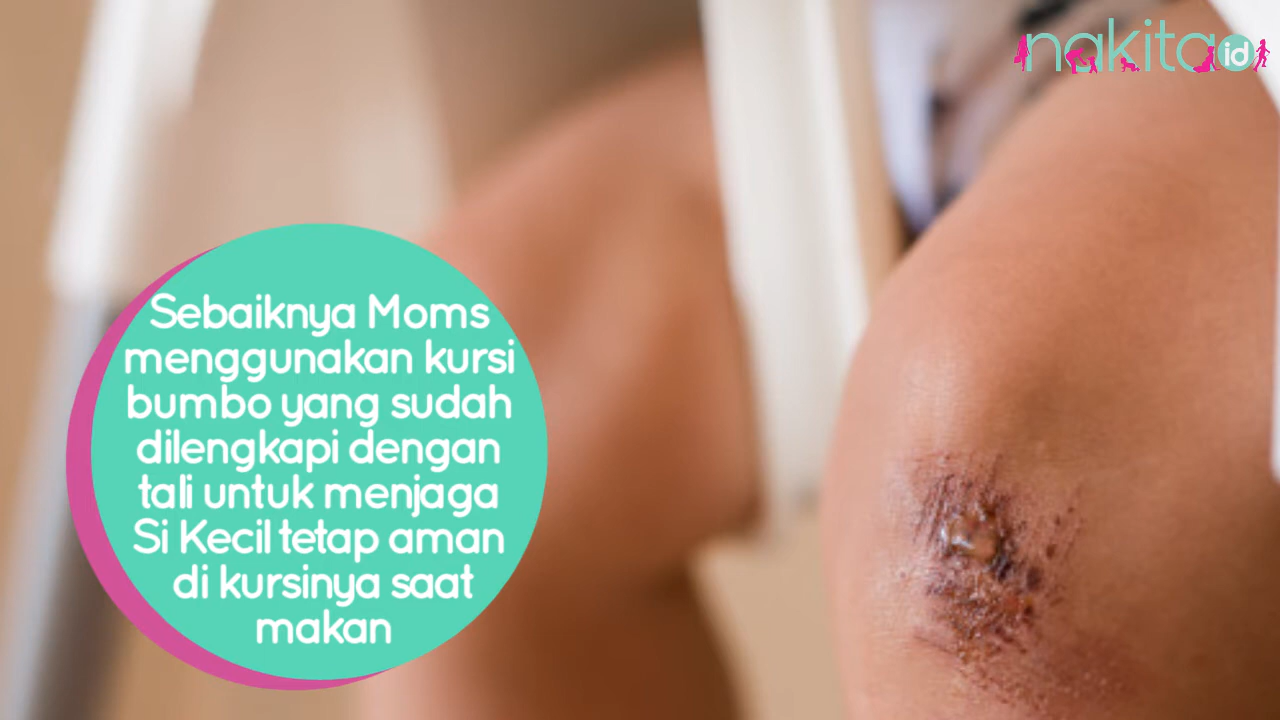 nakita id
Sebaiknya Moms
menggunakan kursi
bumbo yang sudah
dilengkapi dengan
tali untuk menjaga
Si Kecil tetap aman
di kursinya saat
makan